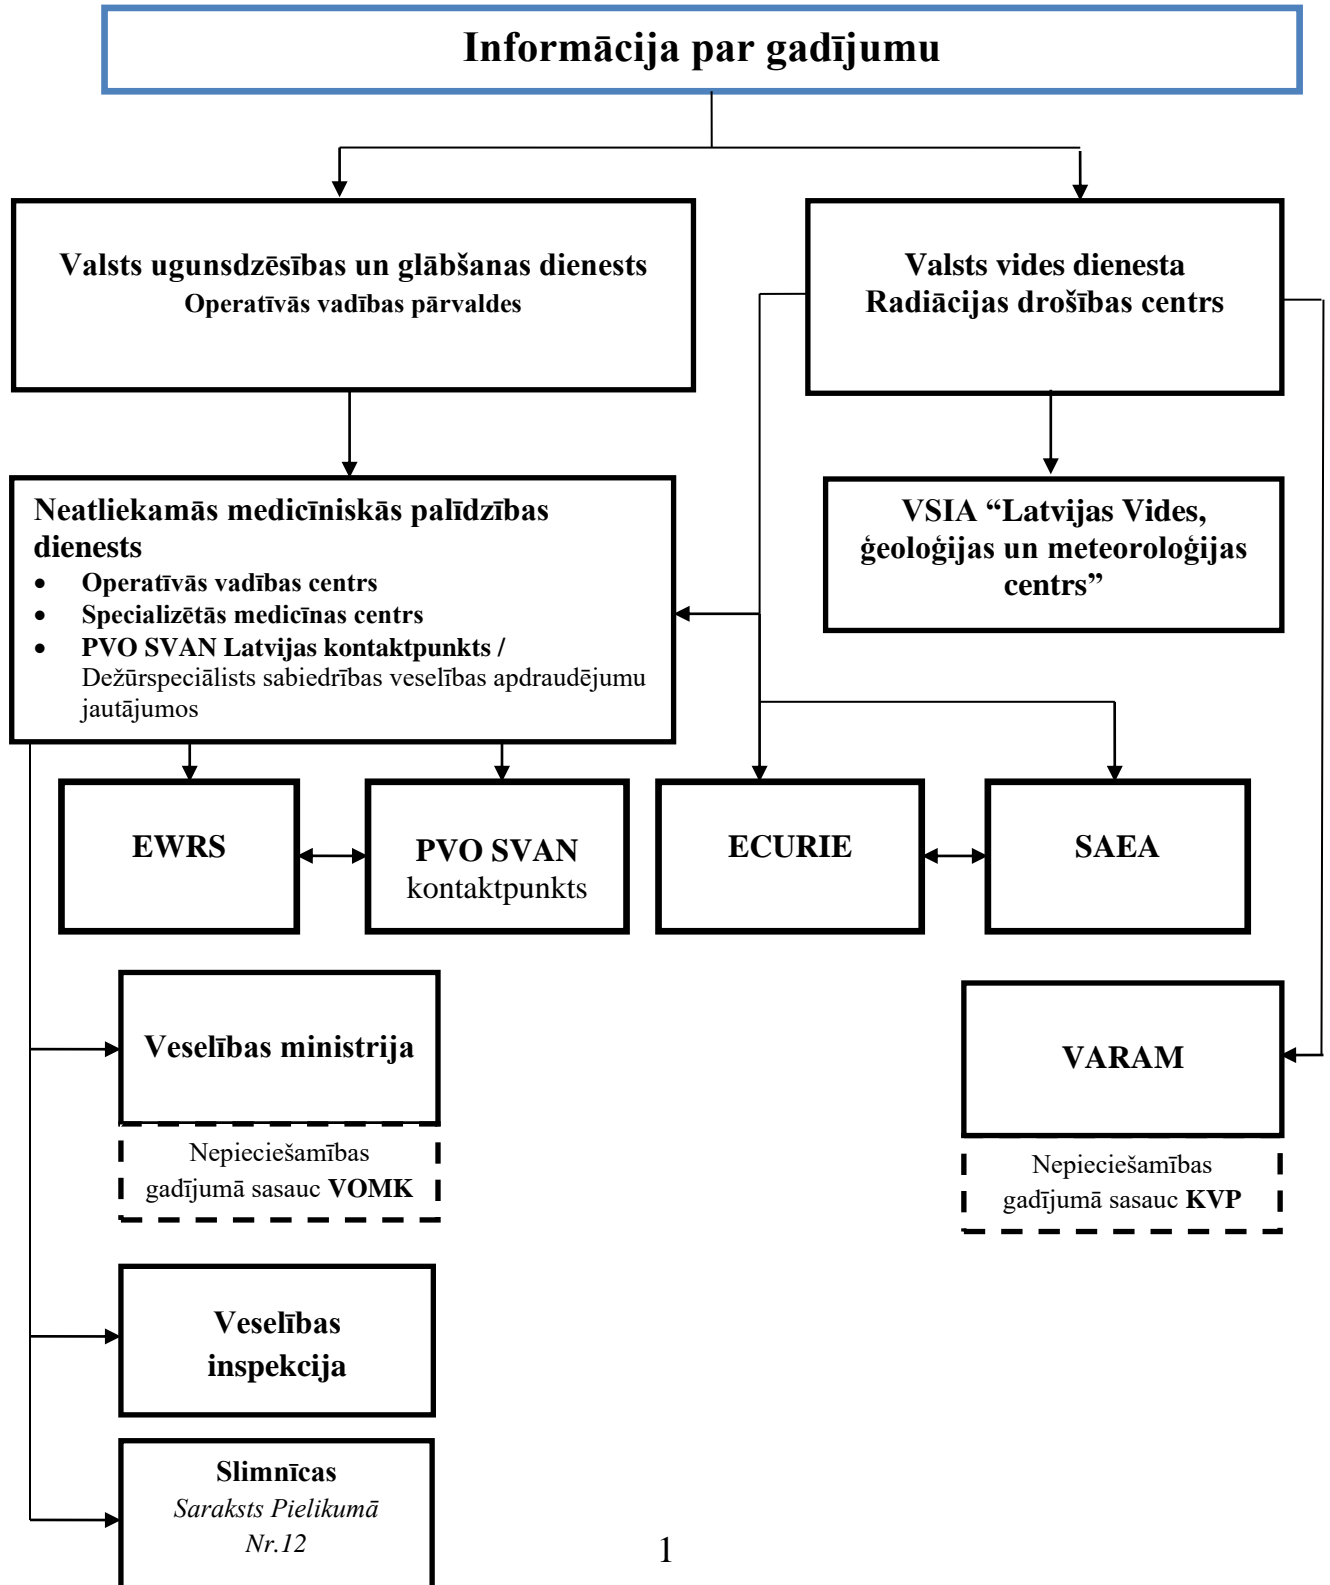 Informācija par gadījumu
Valsts ugunsdzēsības un glābšanas dienests
Operatīvās vadības pārvaldes
Valsts vides dienesta
Radiācijas drošības centrs
Neatliekamās medicīniskās palīdzības
dienests
• Operatīvās vadības centrs
• Specializētās medicīnas centrs
• PVO SVAN Latvijas kontaktpunkts /
Dežūrspeciālists sabiedrības veselības apdraudējumu
jautājumos
VSIA “Latvijas Vides,
ģeoloģijas un meteoroloģijas
centrs”
EWRS
PVO SVAN
kontaktpunkts
ECURIE
SAEA
Veselības ministrija
Nepieciešamības
gadījumā sasauc VOMK
VARAM
Nepieciešamības
gadījumā sasauc KVP
Veselības
inspekcija
Slimnīcas
Saraksts Pielikumā
Nr.12
1